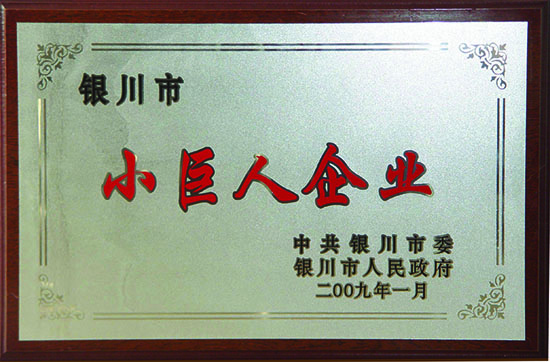 银川市
小巨人企业
中共银川市委
银川市人民政府
二00九年一月